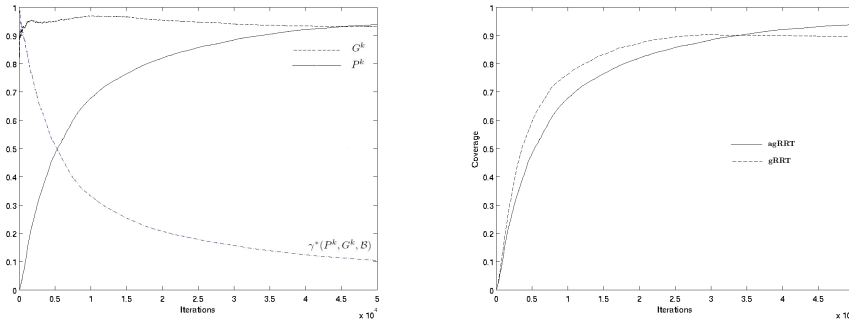 1
0.9
0.8
0.7
0.6
0.5
0.4
0.3
0.2
0.1
0
G^k
P^k
γ*(P^k, G^k, B)
0 0.5 1 1.5 2 2.5 3 3.5 4 4.5 5
Iterations
x 10^4
1
0.9
0.8
0.7
0.6
0.5
0.4
0.3
0.2
0.1
0
Coverage
agRRT
gRRT
0 0.5 1 1.5 2 2.5 3 3.5 4 4.5
Iterations
x 10